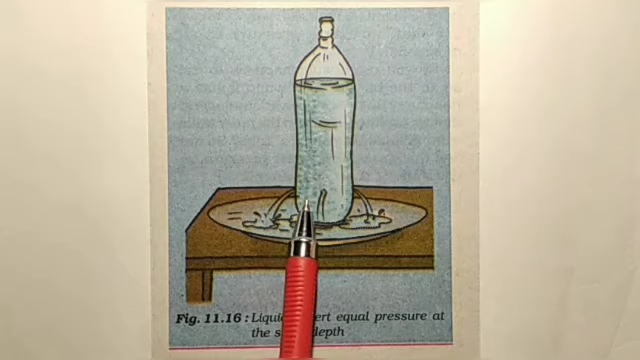 Fig. 11.16 : Liqui ert equal pressure at
the s depth